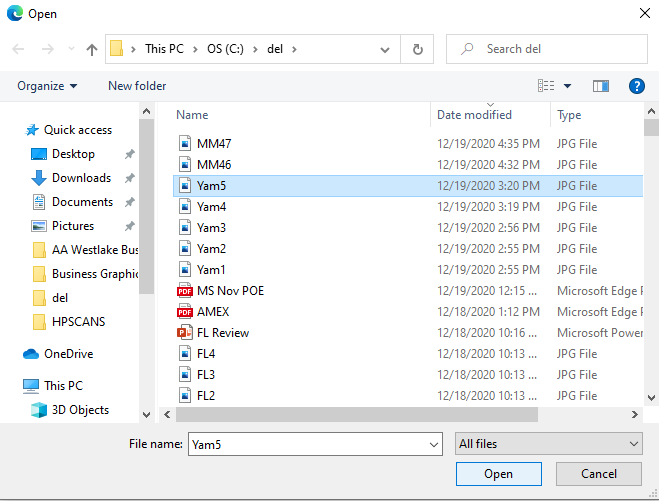 Open
This PC > OS (C:) > del >
Search del
Organize
New folder
Name
Date modified
Type
Quick access
Desktop
Downloads
Documents
Pictures
AA Westlake Bus
Business Graphic
del
HPSCANS
OneDrive
This PC
3D Objects
MM47 12/19/2020 4:35 PM JPG File
MM46 12/19/2020 4:32 PM JPG File
Yam5 12/19/2020 3:20 PM JPG File
Yam4 12/19/2020 3:19 PM JPG File
Yam3 12/19/2020 2:56 PM JPG File
Yam2 12/19/2020 2:55 PM JPG File
Yam1 12/19/2020 2:55 PM JPG File
PDF MS Nov POE 12/19/2020 12:15 ... Microsoft Edge P
PDF AMEX 12/18/2020 1:12 PM Microsoft Edge P
P FL Review 12/18/2020 10:16 ... Microsoft Power
FL4 12/18/2020 10:13 ... JPG File
FL3 12/18/2020 10:13 ... JPG File
FL2 12/18/2020 10:13 ... JPG File
File name: Yam5
All files
Open
Cancel